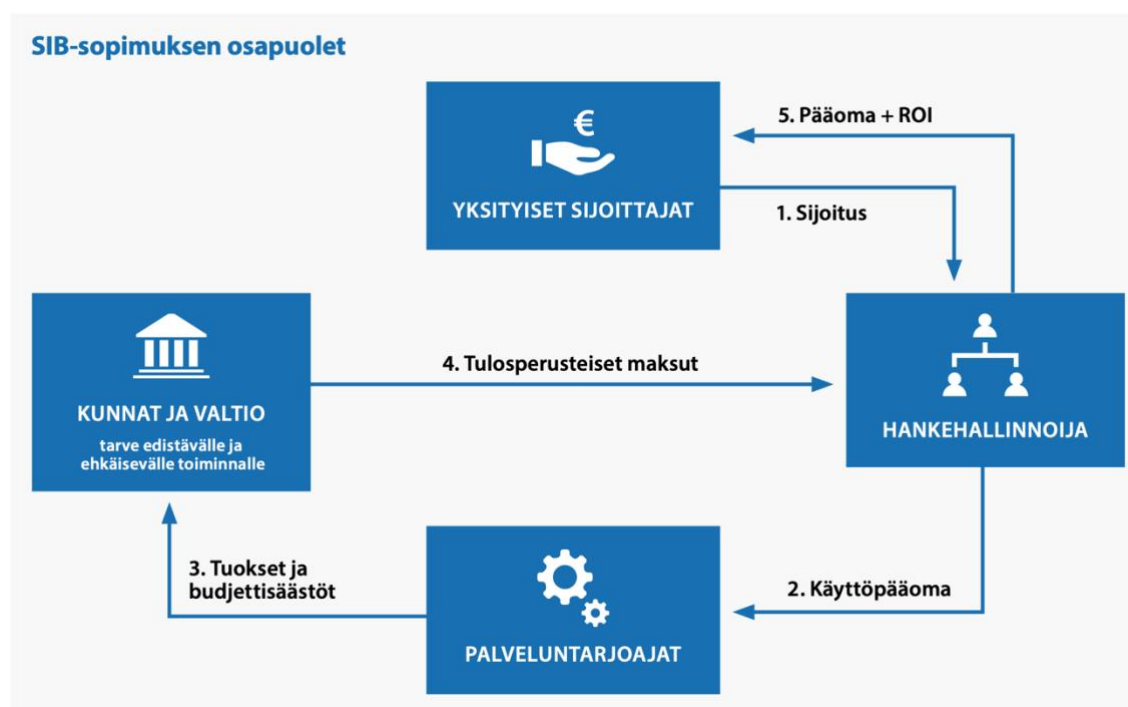 SIB-sopimuksen osapuolet
€
YKSITYISET SIJOITTAJAT
5. Pääoma + ROI
1. Sijoitus
KUNNAT JA VALTIO
tarve edistävälle ja
ehkäisevälle toiminnalle
4. Tulosperusteiset maksut
HANKEHALLINNOIJA
3. Tuokset ja
budjettisäästöt
PALVELUNTARJOAJAT
2. Käyttöpääoma